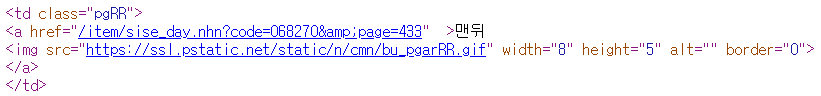 <td class="pgRR">
<a href="/item/sise_day.nhn?code=068270&amp;page=433"  >맨뒤
<img src="https://ssl.pstatic.net/static/n/cmn/bu_pgarRR.gif" width="8" height="5" alt="" border="0">
</a>
</td>